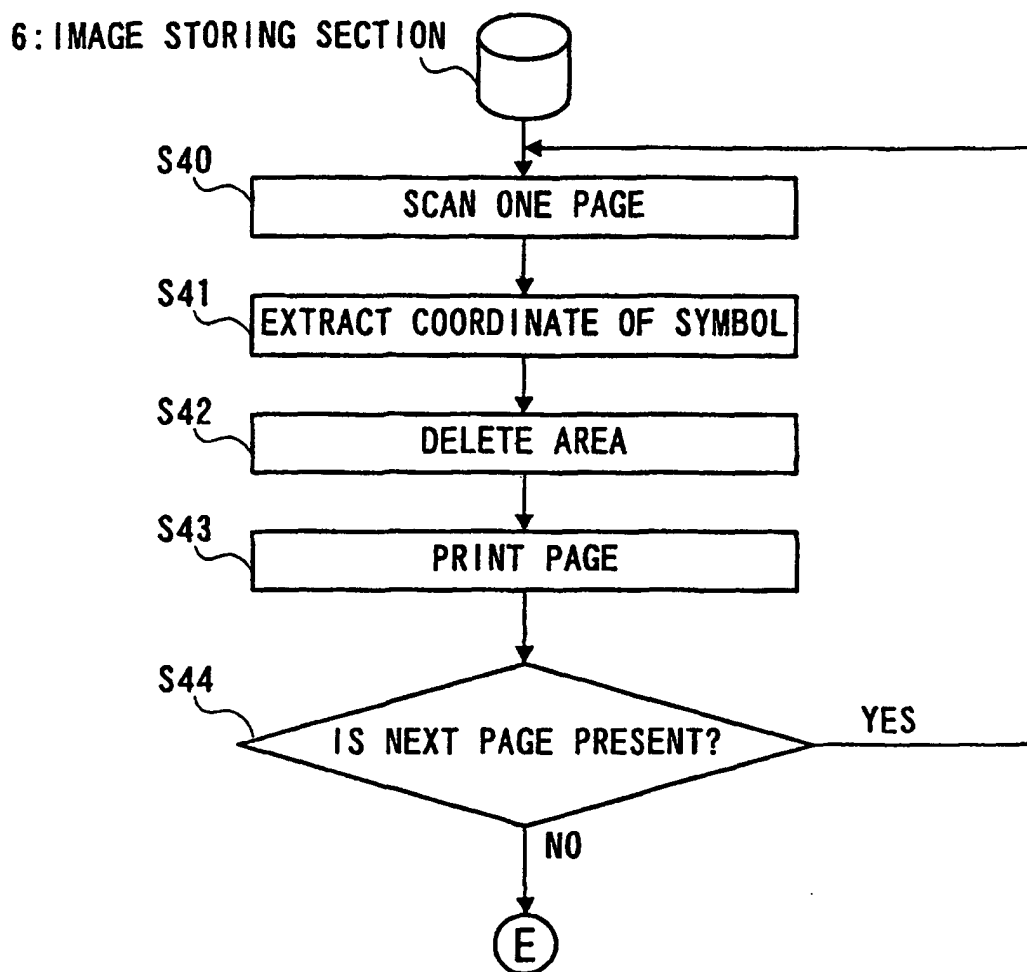 6:IMAGE STORING SECTION
S40
SCAN ONE PAGE
S41
EXTRACT COORDINATE OF SYMBOL
S42
DELETE AREA
S43
PRINT PAGE
S44
IS NEXT PAGE PRESENT?
YES
NO
E